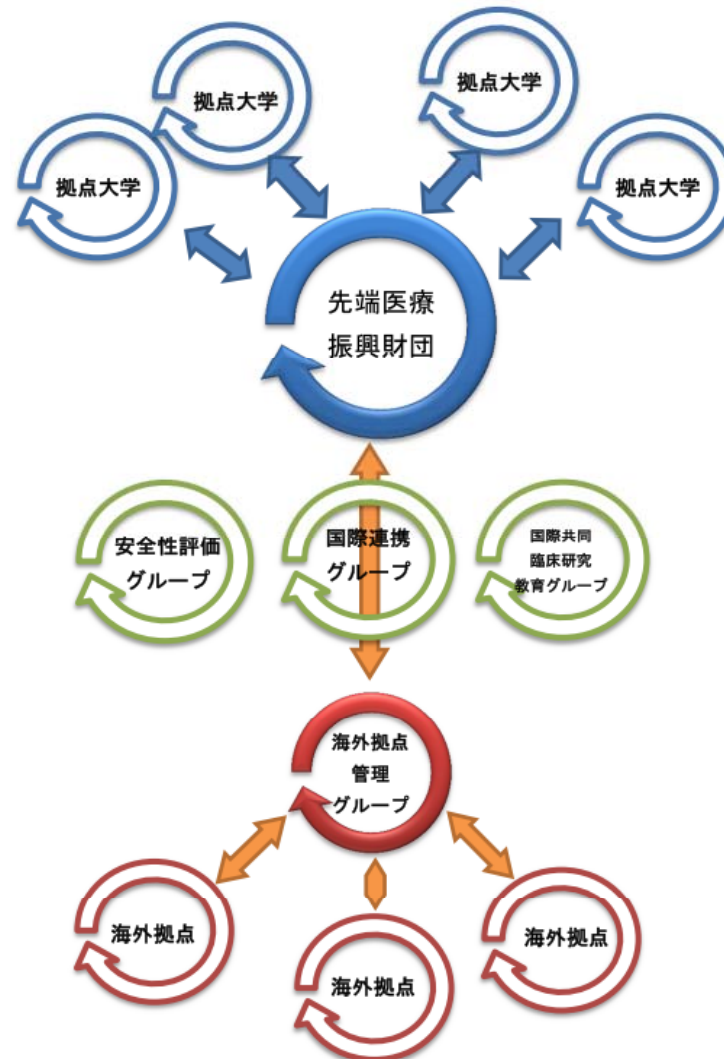 拠点大学
拠点大学
拠点大学
拠点大学
先端医療
振興財団
安全性評価
グループ
国際連携
グループ
国際共同
臨床研究
教育グループ
海外拠点
管理
グループ
海外拠点
海外拠点
海外拠点